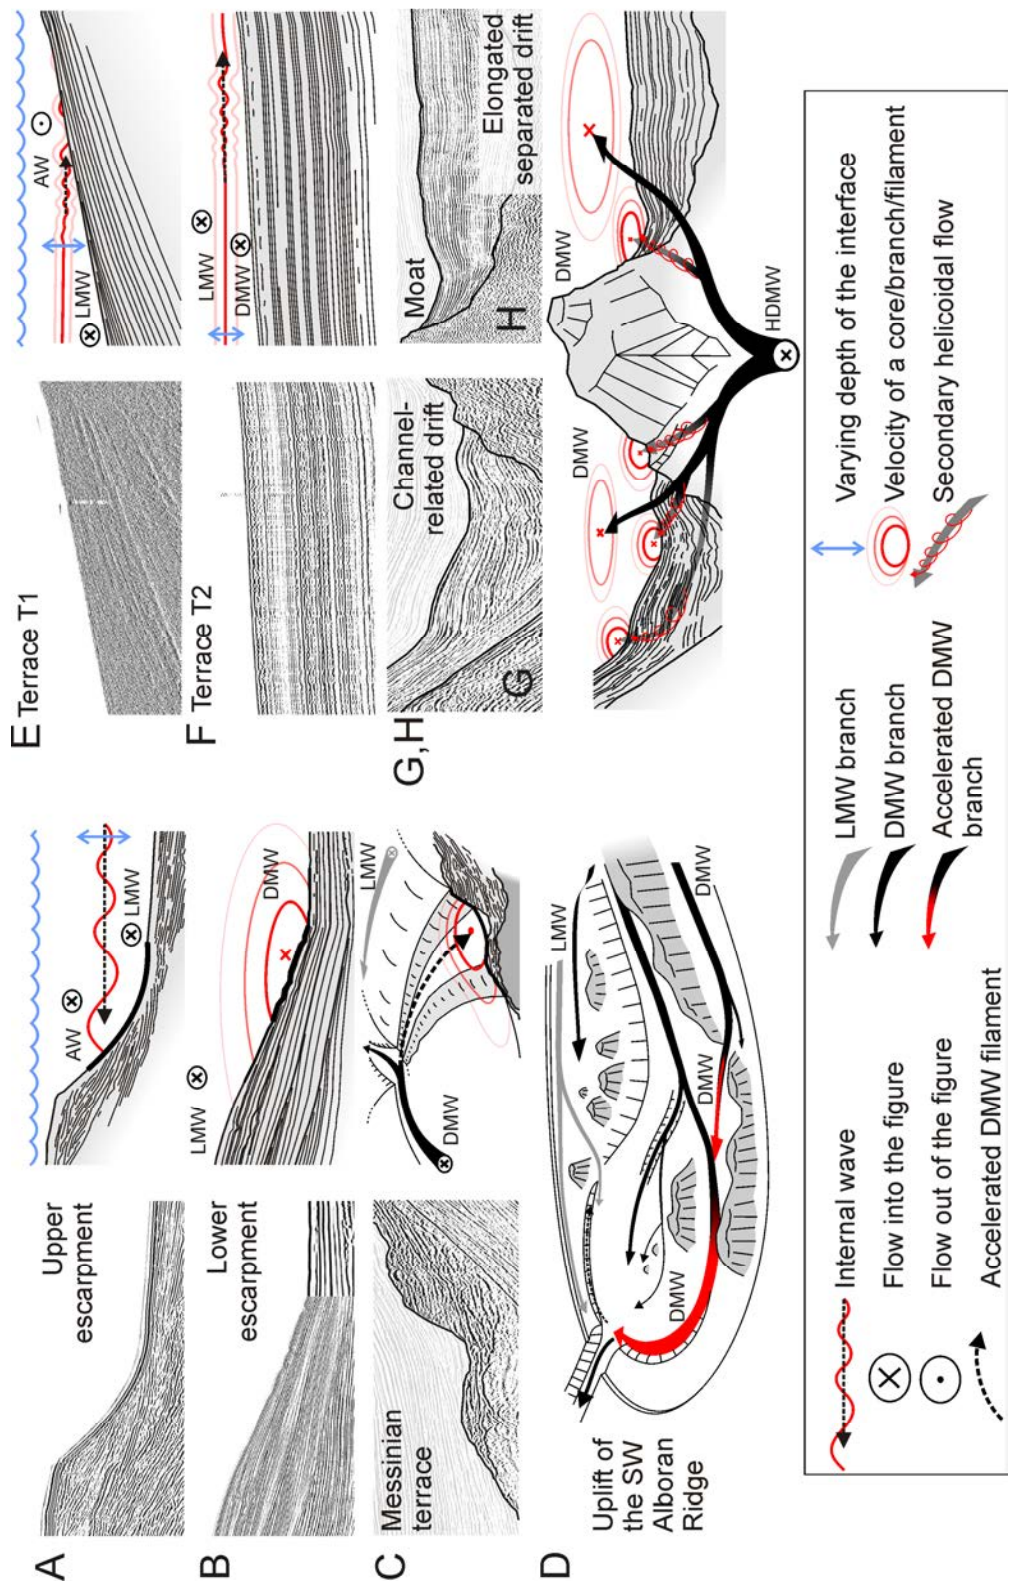 A
Upper
escarpment
AW
LMW
B
Lower
escarpment
LMW
DMW
C
Messinian
terrace
LMW
DMW
D
Uplift of
the SW
Alboran
Ridge
LMW
DMW
DMW
DMW
E Terrace T1
AW
LMW
F Terrace T2
LMW
DMW
G,H
Channel-
related drift
G
Moat
Elongated
separated drift
H
DMW
DMW
HDMW
Internal wave
Flow into the figure
Flow out of the figure
Accelerated DMW filament
LMW branch
DMW branch
Accelerated DMW
branch
Varying depth of the interface
Velocity of a core/branch/filament
Secondary helicoidal flow